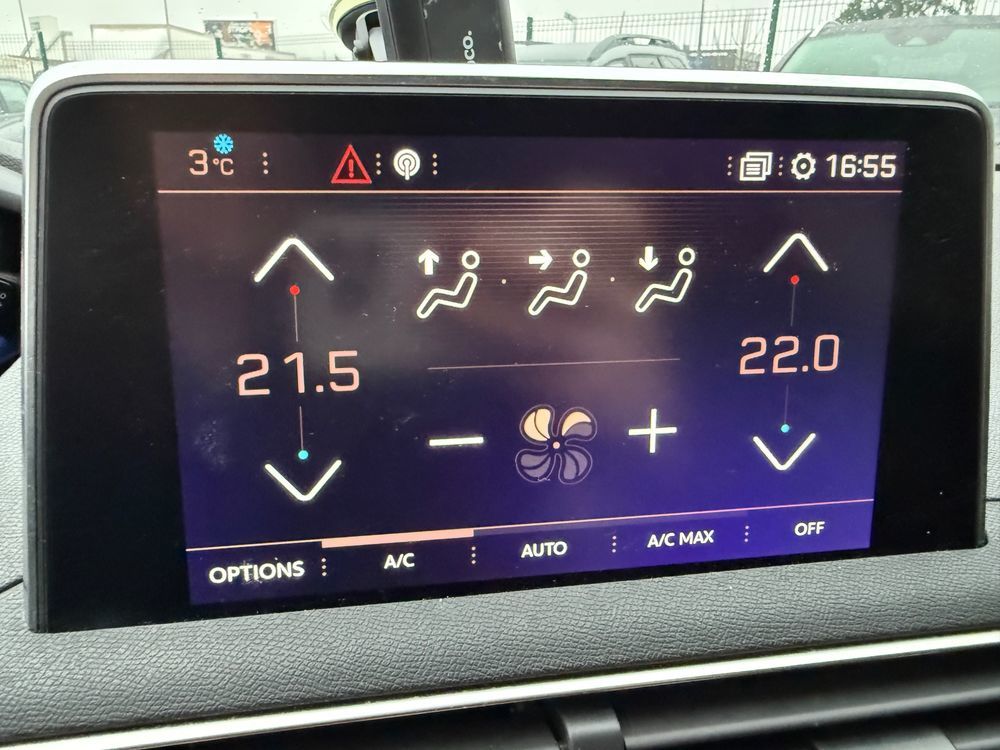 3°C
16:55
21.5
22.0
OPTIONS
A/C
AUTO
A/C MAX
OFF